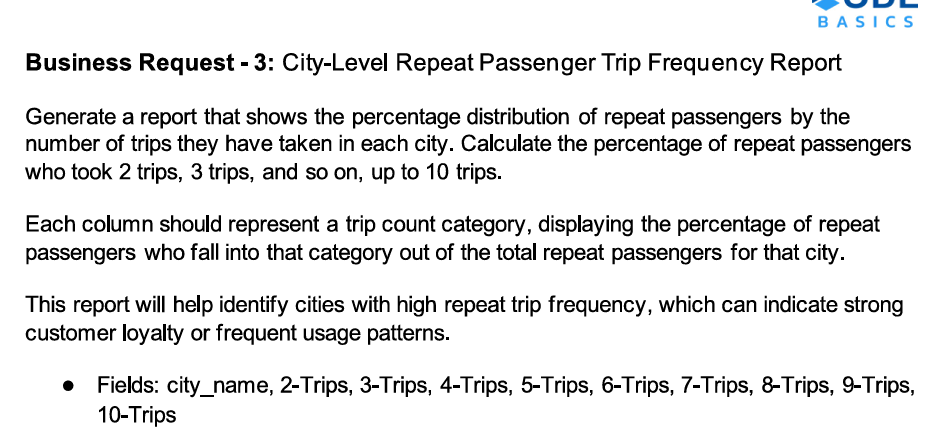 BASICS
Business Request - 3: City-Level Repeat Passenger Trip Frequency Report
Generate a report that shows the percentage distribution of repeat passengers by the
number of trips they have taken in each city. Calculate the percentage of repeat passengers
who took 2 trips, 3 trips, and so on, up to 10 trips.
Each column should represent a trip count category, displaying the percentage of repeat
passengers who fall into that category out of the total repeat passengers for that city.
This report will help identify cities with high repeat trip frequency, which can indicate strong
customer loyalty or frequent usage patterns.
● Fields: city_name, 2-Trips, 3-Trips, 4-Trips, 5-Trips, 6-Trips, 7-Trips, 8-Trips, 9-Trips,
10-Trips